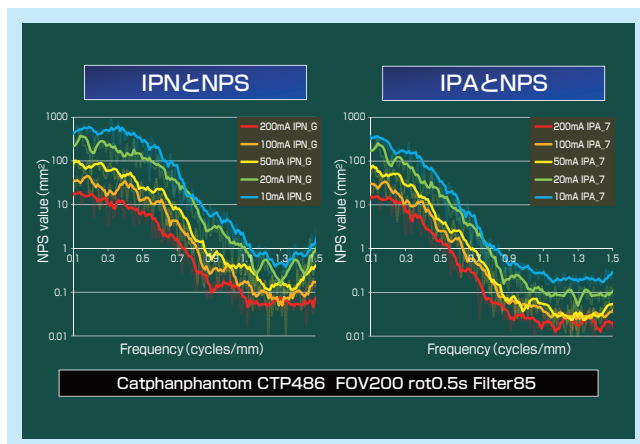 IPNとNPS
1000
100
10
1
0.1
0.01
NPS value (mm²)
0.1 0.3 0.5 0.7 0.9 1.1 1.3 1.5
Frequency (cycles/mm)
200mA IPN_G
100mA IPN_G
50mA IPN_G
20mA IPN_G
10mA IPN_G
IPAとNPS
1000
100
10
1
0.1
0.01
NPS value (mm²)
0.1 0.3 0.5 0.7 0.9 1.1 1.3 1.5
Frequency (cycles/mm)
200mA IPA_7
100mA IPA_7
50mA IPA_7
20mA IPA_7
10mA IPA_7
Catphanphantom CTP486 FOV200 rot0.5s Filter85